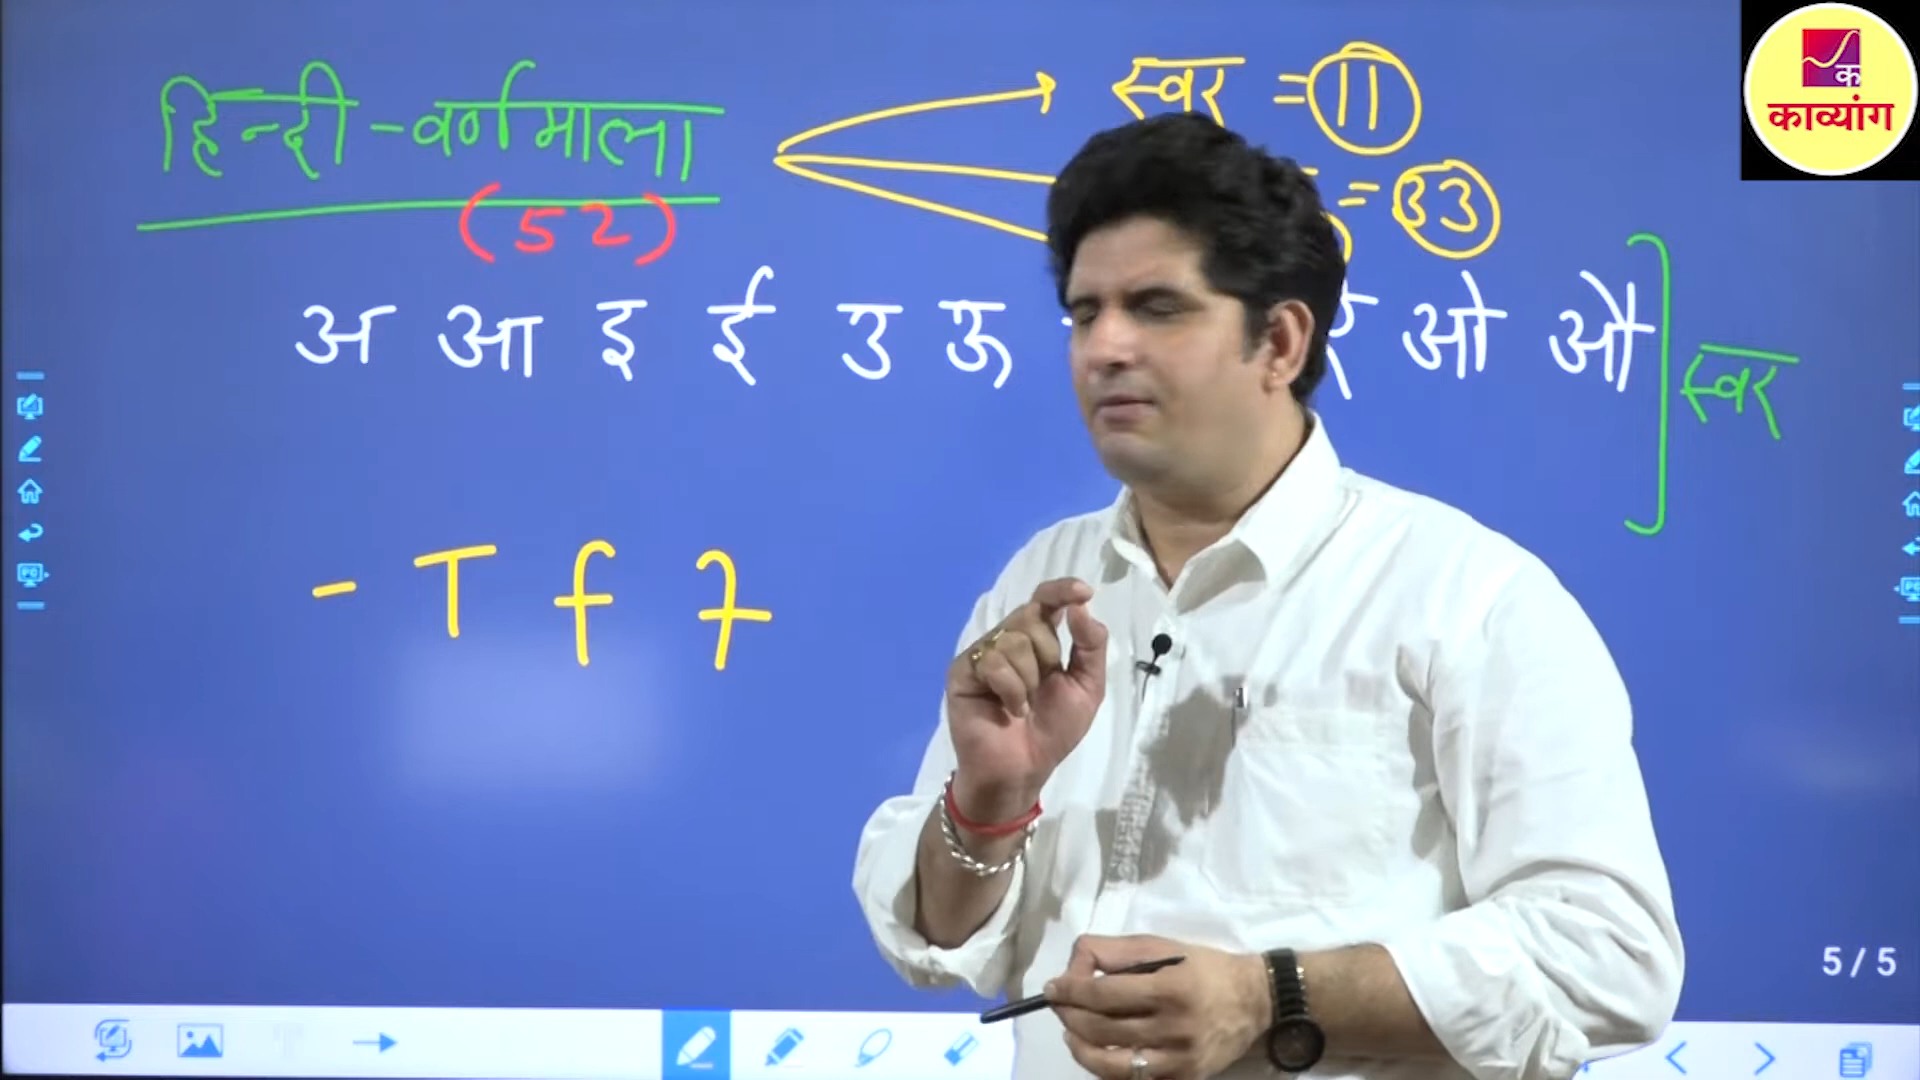 हिन्दी-वर्णमाला
(52)
स्वर = 11
= 33
अ आ इ ई उ ऊ
ओ औ
स्वर
- ा ि ी
क
काव्यांग
5/5